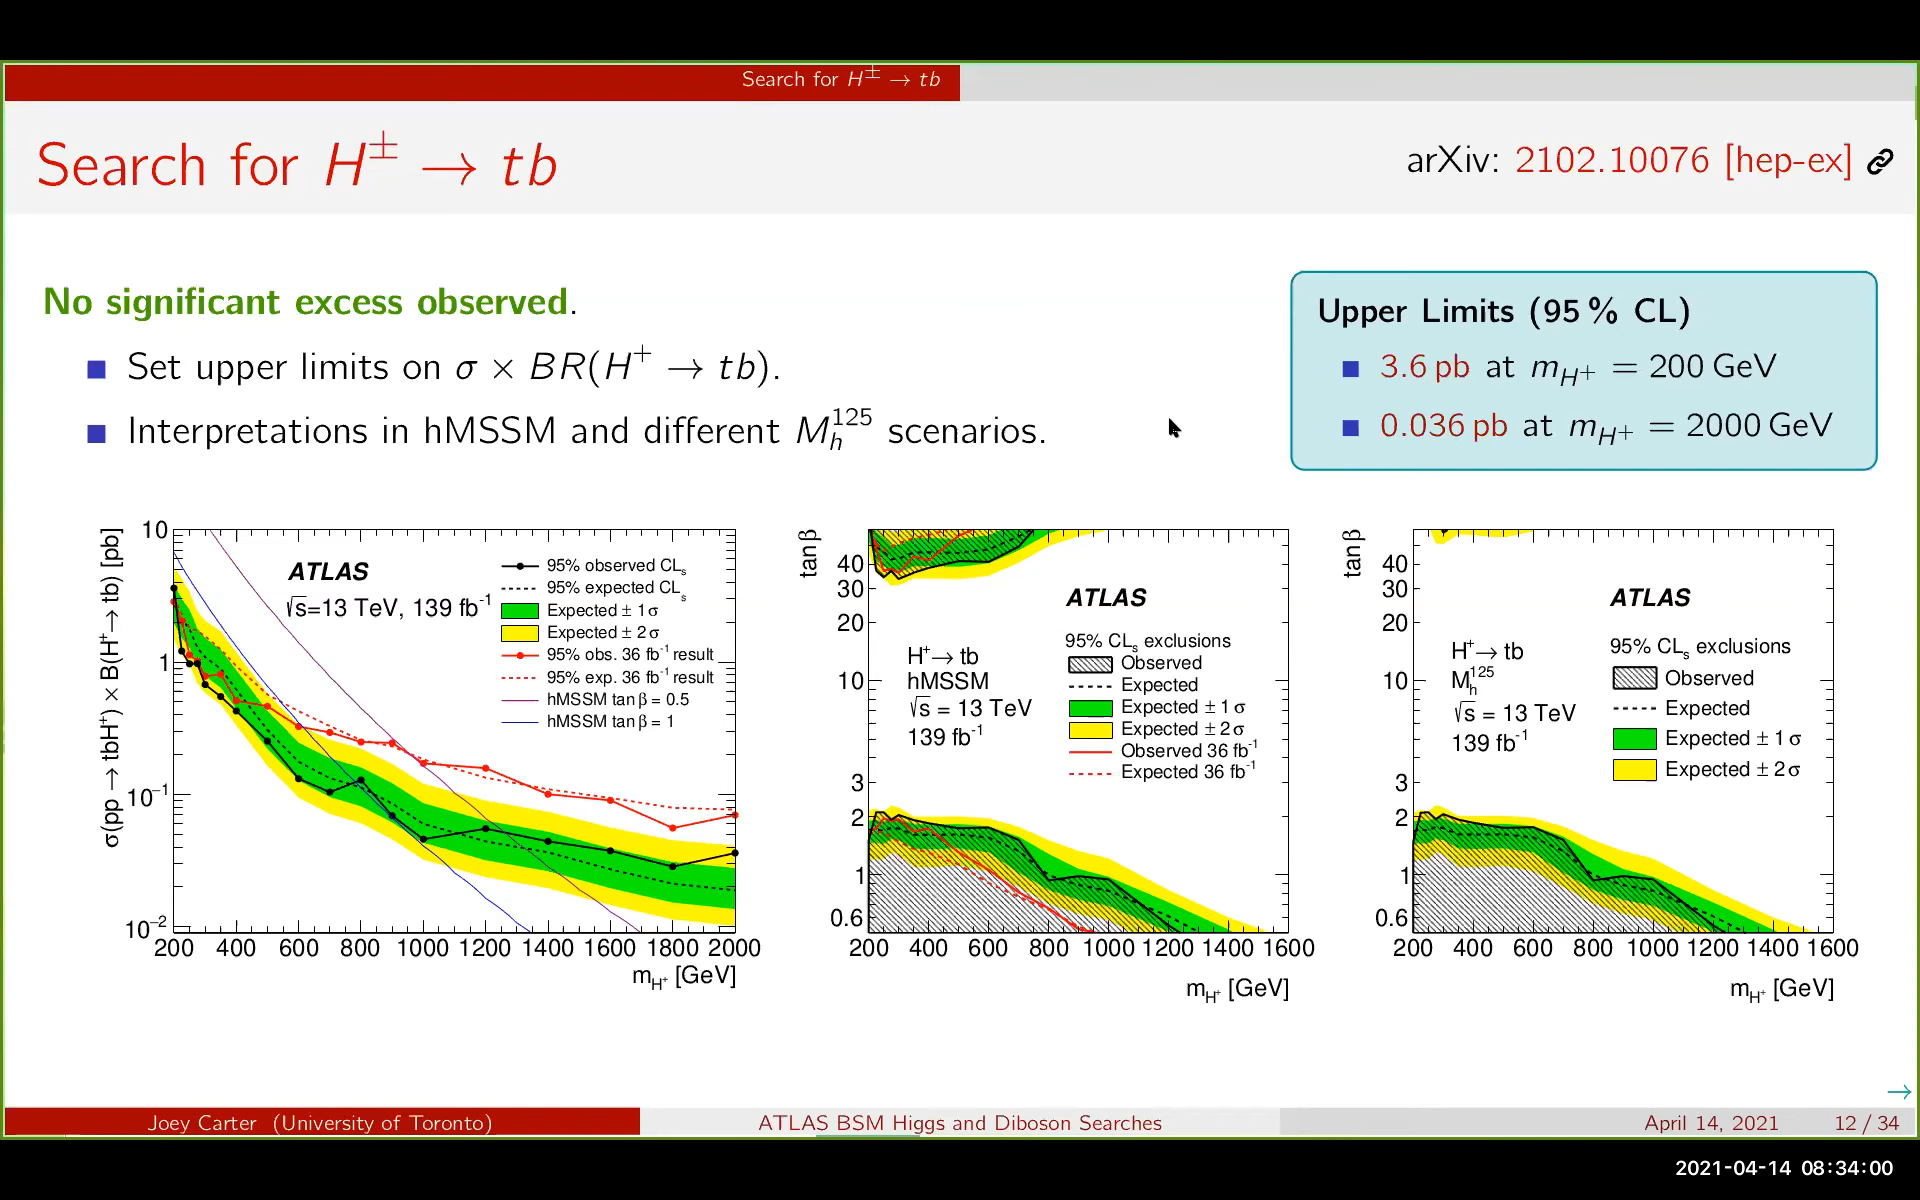 Search for H± → tb
Search for H± → tb
arXiv: 2102.10076 [hep-ex]
No significant excess observed.
Set upper limits on σ × BR(H+ → tb).
Interpretations in hMSSM and different M_h^125 scenarios.
Upper Limits (95 % CL)
3.6 pb at m_H+ = 200 GeV
0.036 pb at m_H+ = 2000 GeV
σ(pp → tbH+) × B(H+ → tb) [pb]
10
1
10^-1
10^-2
ATLAS
√s=13 TeV, 139 fb^-1
95% observed CLs
95% expected CLs
Expected ± 1σ
Expected ± 2σ
95% obs. 36 fb^-1 result
95% exp. 36 fb^-1 result
hMSSM tanβ = 0.5
hMSSM tanβ = 1
200 400 600 800 1000 1200 1400 1600 1800 2000
m_H+ [GeV]
tanβ
40
30
20
10
3
2
1
0.6
ATLAS
H+ → tb
hMSSM
√s = 13 TeV
139 fb^-1
95% CLs exclusions
Observed
Expected
Expected ± 1σ
Expected ± 2σ
Observed 36 fb^-1
Expected 36 fb^-1
200 400 600 800 1000 1200 1400 1600
m_H+ [GeV]
tanβ
40
30
20
10
3
2
1
0.6
ATLAS
H+ → tb
M_h^125
√s = 13 TeV
139 fb^-1
95% CLs exclusions
Observed
Expected
Expected ± 1σ
Expected ± 2σ
200 400 600 800 1000 1200 1400 1600
m_H+ [GeV]
Joey Carter (University of Toronto)
ATLAS BSM Higgs and Diboson Searches
April 14, 2021
12 / 34
2021-04-14 08:34:00